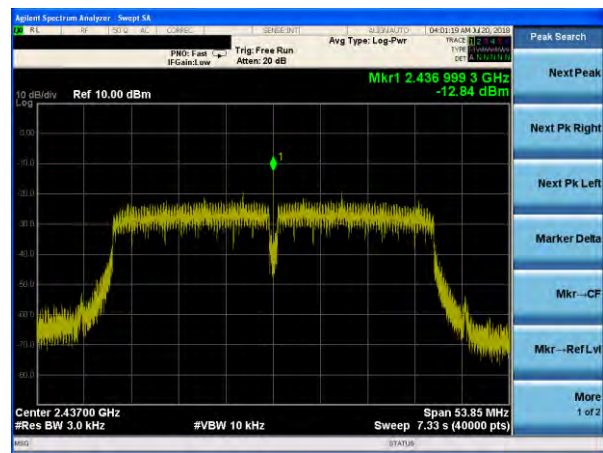 Agilent Spectrum Analyzer - Swept SA
RL RF 50 Ω AC CORREC SENSE:INT ALIGNAUTO 04:01:19 AM Jul 20, 2018
PNO: Fast
IFGain:Low
Trig: Free Run
Atten: 20 dB
Avg Type: Log-Pwr
TRACE
TYPE
DET
Peak Search
Mkr1 2.436 999 3 GHz
-12.84 dBm
10 dB/div Ref 10.00 dBm
Log
0.00
-10.0
-20.0
-30.0
-40.0
-50.0
-60.0
-70.0
-80.0
1
Next Peak
Next Pk Right
Next Pk Left
Marker Delta
Mkr→CF
Mkr→Ref Lvl
More
1 of 2
Center 2.43700 GHz
Span 53.85 MHz
#Res BW 3.0 kHz
#VBW 10 kHz
Sweep 7.33 s (40000 pts)
MSG
STATUS